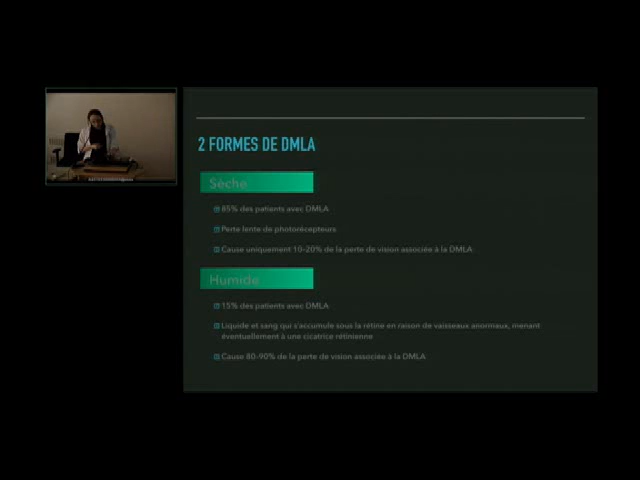 2 FORMES DE DMLA
Sèche
85% des patients avec DMLA
Perte lente de photorécepteurs
Cause uniquement 10-20% de la perte de vision associée à la DMLA
Humide
15% des patients avec DMLA
Liquide et sang qui s'accumule sous la rétine en raison de vaisseaux anormaux, menant
éventuellement à une cicatrice rétinienne
Cause 80-90% de la perte de vision associée à la DMLA